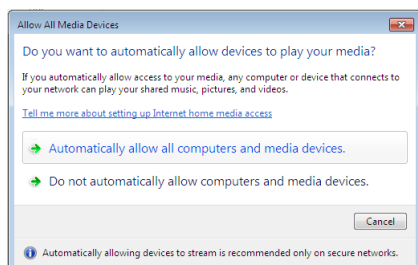 Allow All Media Devices
Do you want to automatically allow devices to play your media?
If you automatically allow access to your media, any computer or device that connects to
your network can play your shared music, pictures, and videos.
Tell me more about setting up Internet home media access
Automatically allow all computers and media devices.
Do not automatically allow computers and media devices.
Cancel
Automatically allowing devices to stream is recommended only on secure networks.